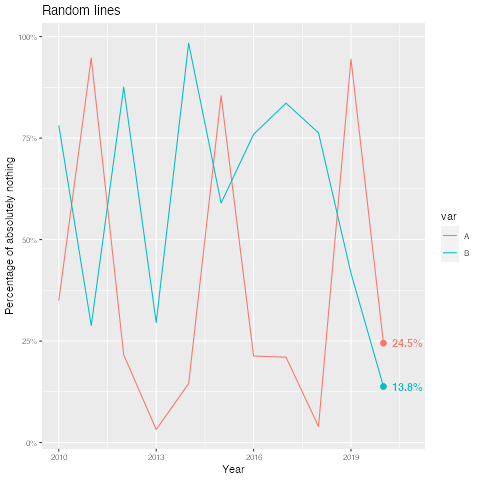 Random lines
Percentage of absolutely nothing
100%
75%
50%
25%
0%
24.5%
13.8%
2010
2013
2016
2019
Year
var
A
B